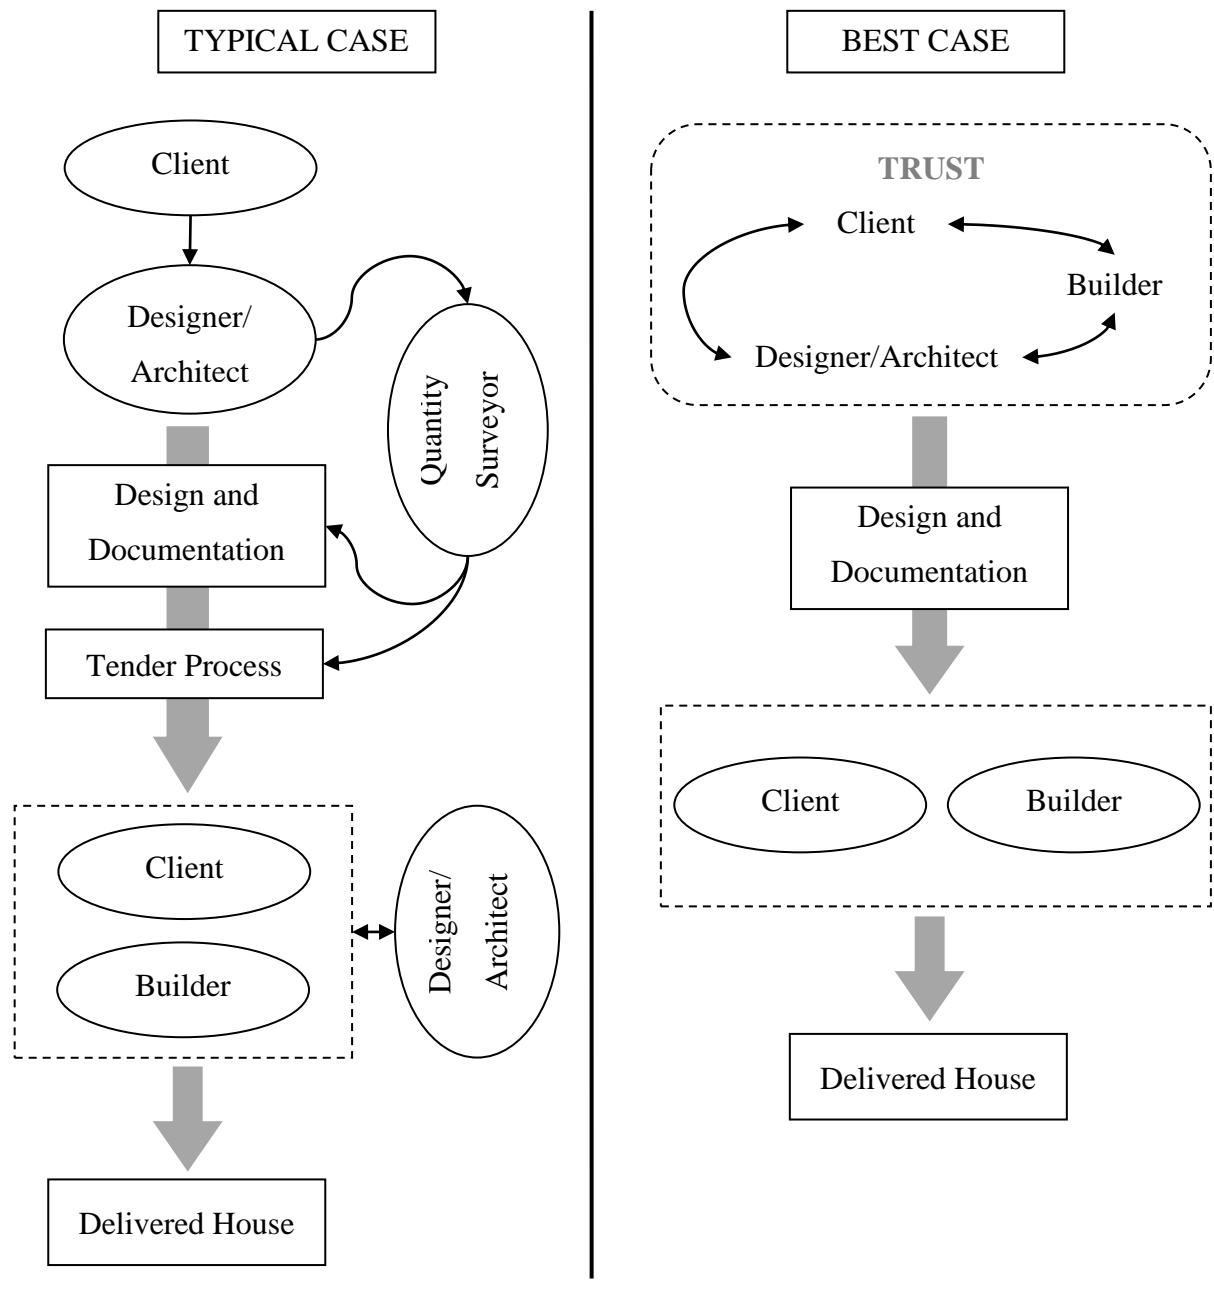 TYPICAL CASE
Client
Designer/
Architect
Quantity
Surveyor
Design and
Documentation
Tender Process
Client
Builder
Designer/
Architect
Delivered House
BEST CASE
TRUST
Client
Builder
Designer/Architect
Design and
Documentation
Client
Builder
Delivered House